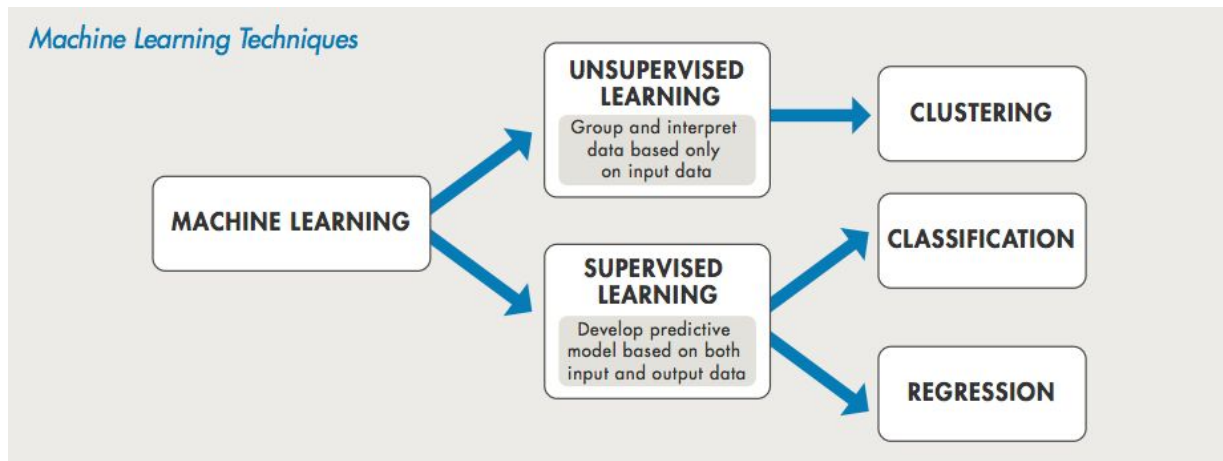 Machine Learning Techniques
MACHINE LEARNING
UNSUPERVISED
LEARNING
Group and interpret
data based only
on input data
SUPERVISED
LEARNING
Develop predictive
model based on both
input and output data
CLUSTERING
CLASSIFICATION
REGRESSION